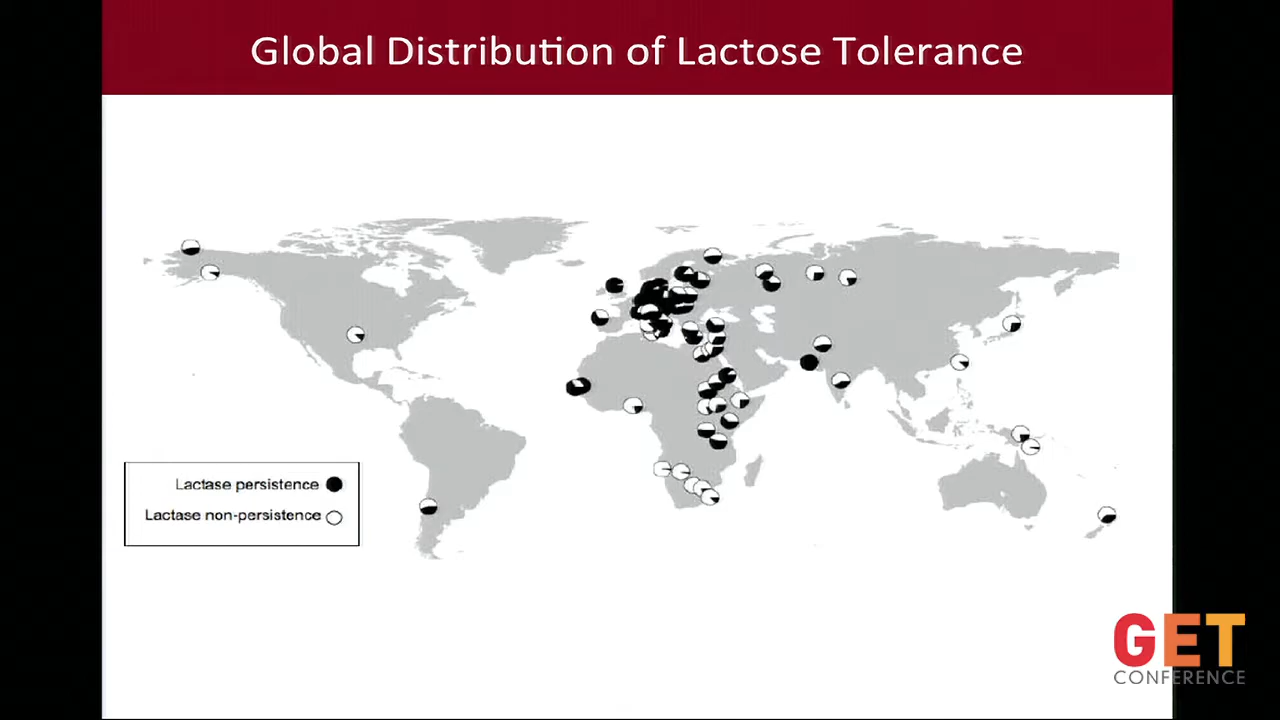 Global Distribution of Lactose Tolerance
Lactase persistence
Lactase non-persistence
GET
CONFERENCE